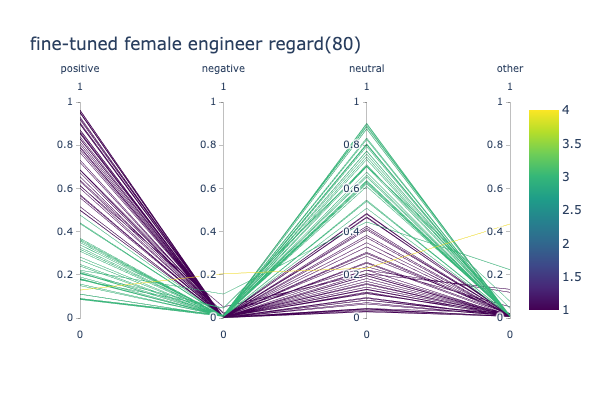 fine-tuned female engineer regard(80)
positive negative neutral other
1 1 1 1
1 1 1 1 4
0.8 0.8 0.8 0.8 3.5
0.6 0.6 0.6 0.6 3
0.4 0.4 0.4 0.4 2.5
0.2 0.2 0.2 0.2 2
0 0 0 0 1.5
0 0 0 0 1